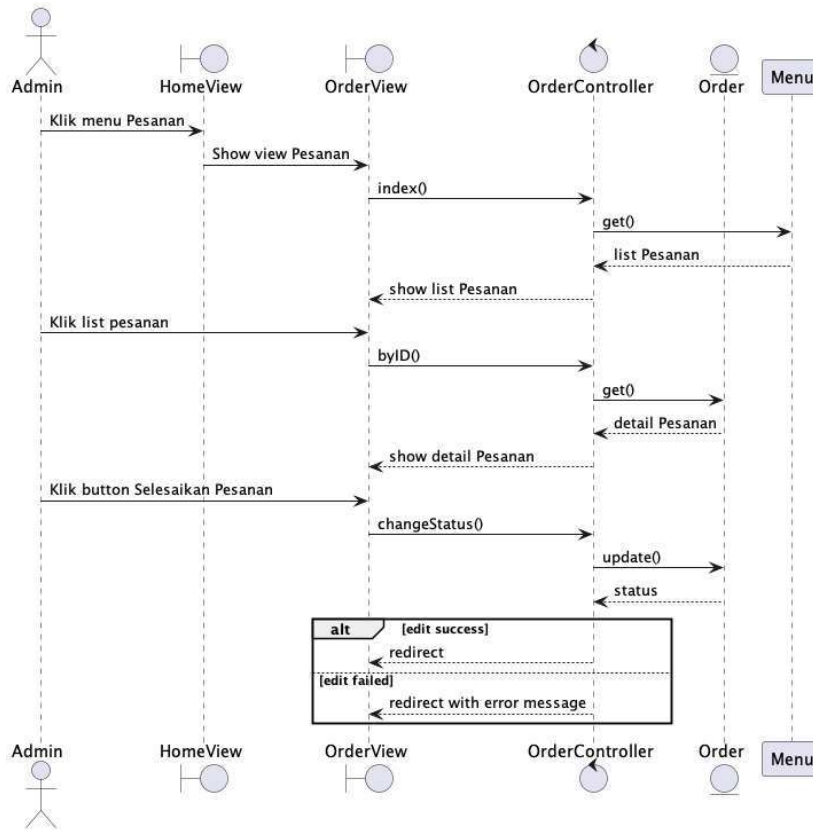 Admin HomeView OrderView OrderController Order Menu
Klik menu Pesanan
Show view Pesanan
index()
get()
list Pesanan
show list Pesanan
Klik list pesanan
byID()
get()
detail Pesanan
show detail Pesanan
Klik button Selesaikan Pesanan
changeStatus()
update()
status
alt [edit success]
redirect
[edit failed]
redirect with error message
Admin HomeView OrderView OrderController Order Menu